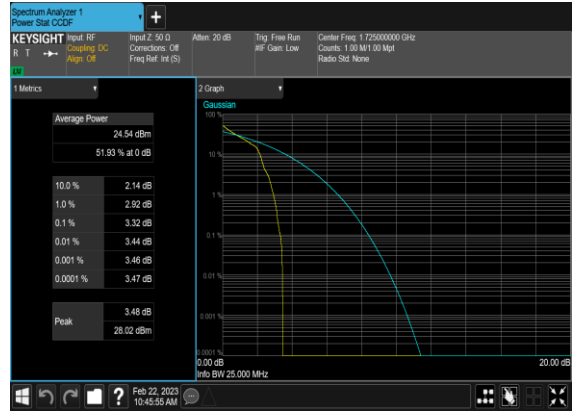 Spectrum Analyzer 1
Power Stat CCDF
KEYSIGHT
R T
LXI
Input: RF
Coupling: DC
Align: Off
Input Z: 50 Ω
Corrections: Off
Freq Ref: Int (S)
Atten: 20 dB
Trig: Free Run
#IF Gain: Low
Center Freq: 1.725000000 GHz
Counts: 1.00 M/1.00 Mpt
Radio Std: None
1 Metrics
Average Power
24.54 dBm
51.93 % at 0 dB
10.0 % 2.14 dB
1.0 % 2.92 dB
0.1 % 3.32 dB
0.01 % 3.44 dB
0.001 % 3.46 dB
0.0001 % 3.47 dB
Peak
3.48 dB
28.02 dBm
2 Graph
Gaussian
100 %
10 %
1 %
0.1 %
0.01 %
0.001 %
0.0001 %
0.00 dB
20.00 dB
Info BW 25.000 MHz
Feb 22, 2023
10:45:55 AM